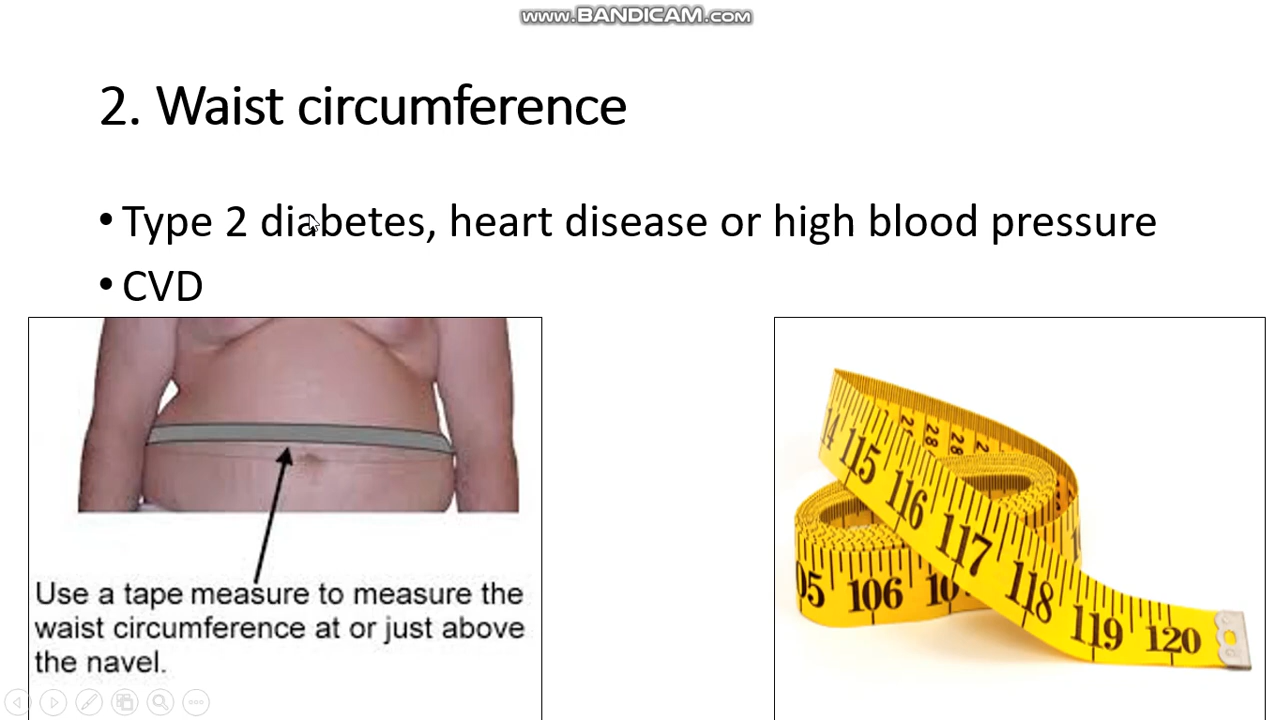 www.BANDICAM.com
2. Waist circumference
• Type 2 diabetes, heart disease or high blood pressure
• CVD
Use a tape measure to measure the
waist circumference at or just above
the navel.
28
115
116
117
118
119
120
106